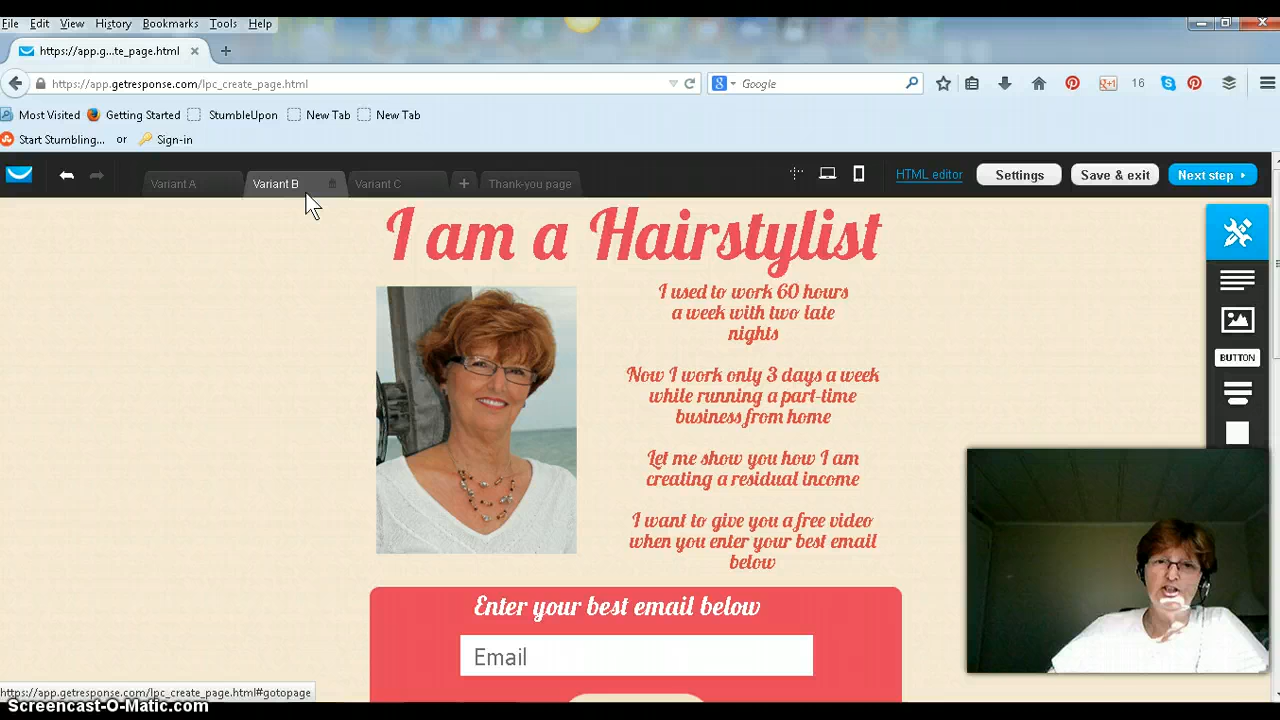 File Edit View History Bookmarks Tools Help
https://app.g...te_page.html
https://app.getresponse.com/lpc_create_page.html
Google
16
Most Visited Getting Started StumbleUpon New Tab New Tab
Start Stumbling... or Sign-in
Variant A Variant B Variant C + Thank-you page HTML editor Settings Save & exit Next step
I am a Hairstylist
I used to work 60 hours
a week with two late
nights
Now I work only 3 days a week
while running a part-time
business from home
Let me show you how I am
creating a residual income
I want to give you a free video
when you enter your best email
below
BUTTON
Enter your best email below
Email
https://app.getresponse.com/lpc_create_page.html#gotopage
Screencast-O-Matic.com